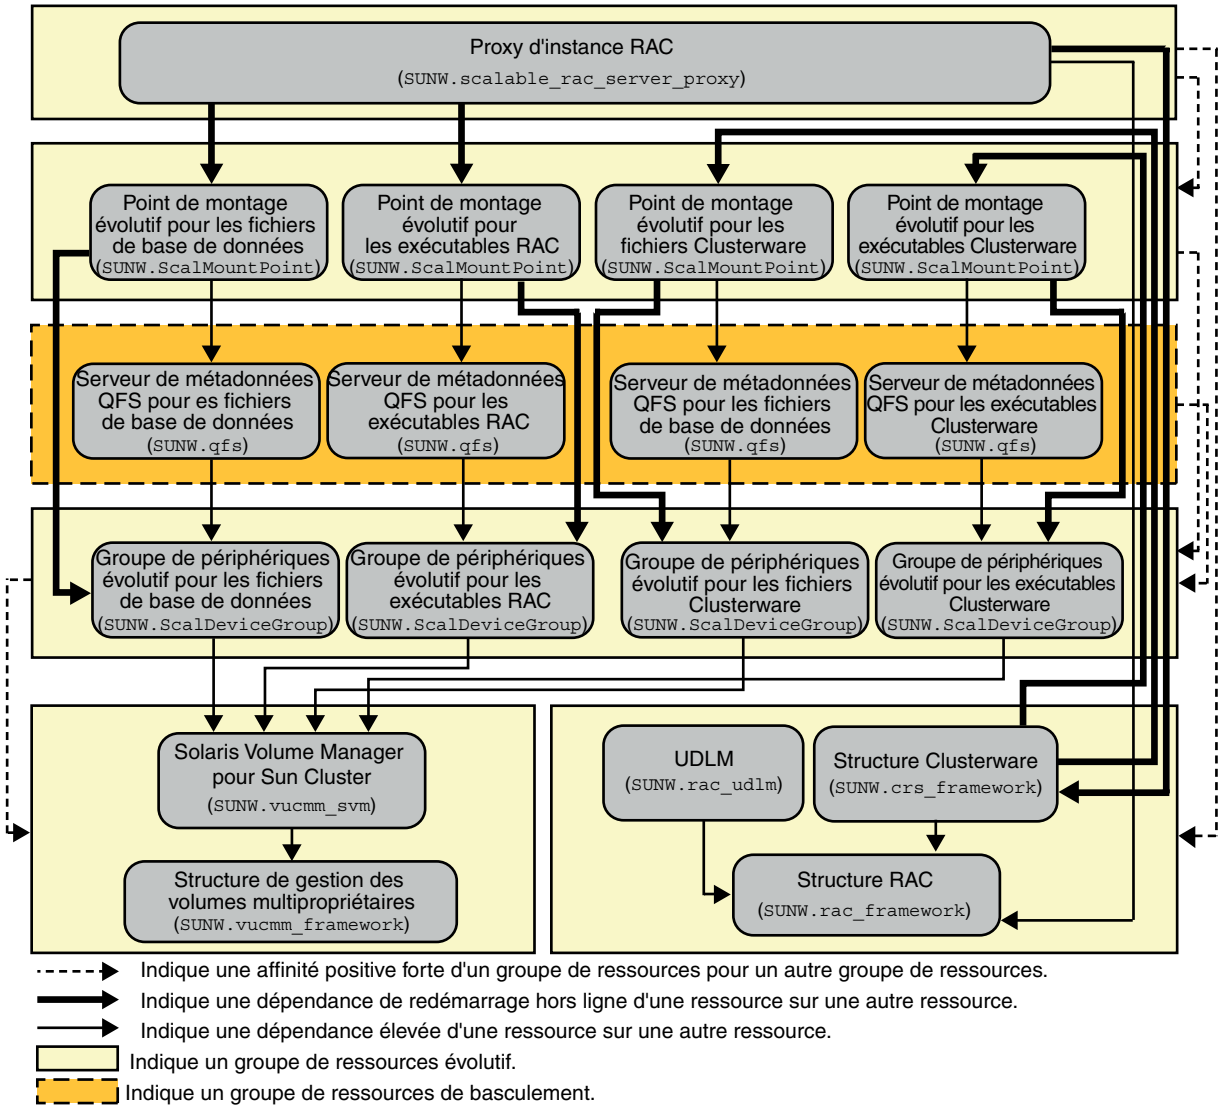 Proxy d'instance RAC
(SUNW.scalable_rac_server_proxy)
Point de montage
évolutif pour les fichiers
de base de données
(SUNW.ScalMountPoint)
Point de montage
évolutif pour
les exécutables RAC
(SUNW.ScalMountPoint)
Point de montage
évolutif pour les
fichiers Clusterware
(SUNW.ScalMountPoint)
Point de montage
évolutif pour les
exécutables Clusterware
(SUNW.ScalMountPoint)
Serveur de métadonnées
QFS pour es fichiers
de base de données
(SUNW.qfs)
Serveur de métadonnées
QFS pour les
exécutables RAC
(SUNW.qfs)
Serveur de métadonnées
QFS pour les fichiers
de base de données
(SUNW.qfs)
Serveur de métadonnées
QFS pour les exécutables
Clusterware
(SUNW.qfs)
Groupe de périphériques
évolutif pour les fichiers
de base de données
(SUNW.ScalDeviceGroup)
Groupe de périphériques
évolutif pour les
exécutables RAC
(SUNW.ScalDeviceGroup)
Groupe de périphériques
évolutif pour les fichiers
Clusterware
(SUNW.ScalDeviceGroup)
Groupe de périphériques
évolutif pour les exécutables
Clusterware
(SUNW.ScalDeviceGroup)
Solaris Volume Manager
pour Sun Cluster
(SUNW.vucmm_svm)
Structure de gestion des
volumes multipropriétaires
(SUNW.vucmm_framework)
UDLM
(SUNW.rac_udlm)
Structure Clusterware
(SUNW.crs_framework)
Structure RAC
(SUNW.rac_framework)
Indique une affinité positive forte d'un groupe de ressources pour un autre groupe de ressources.
Indique une dépendance de redémarrage hors ligne d'une ressource sur une autre ressource.
Indique une dépendance élevée d'une ressource sur une autre ressource.
Indique un groupe de ressources évolutif.
Indique un groupe de ressources de basculement.